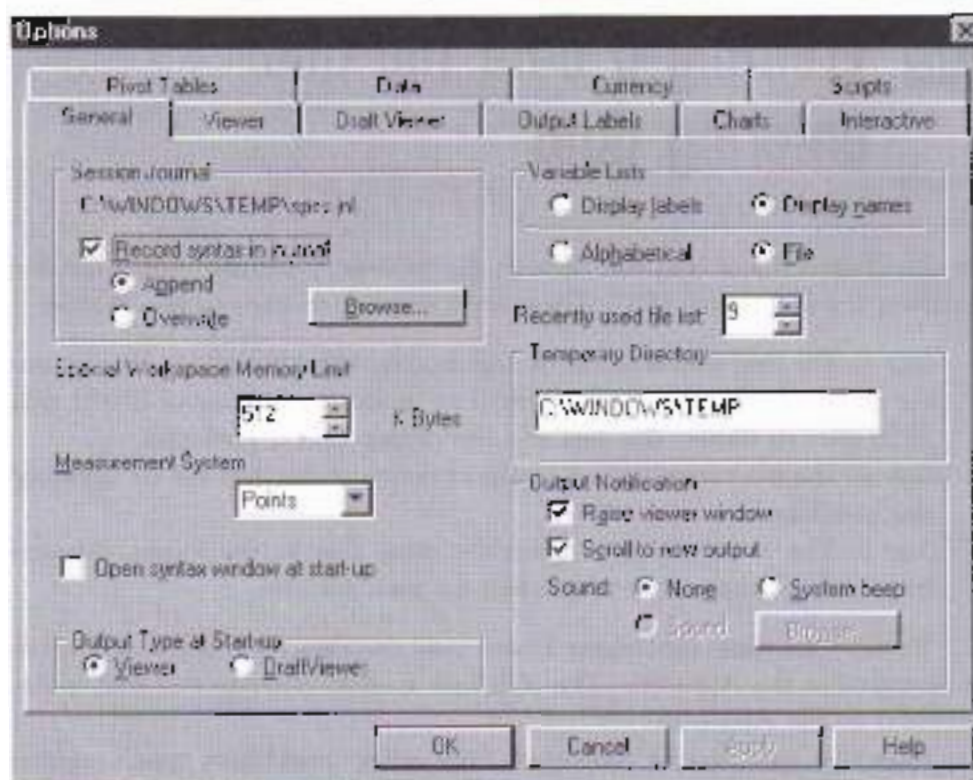 Options
Pivot Tables
Data
Currency
Scripts
General
Viewer
Draft Viewer
Output Labels
Charts
Interactive
Session Journal
C:\WINDOWS\TEMP\spss.jnl
Record syntax in journal
Append
Overwrite
Browse...
Special Workspace Memory Limit
512
K Bytes
Measurement System
Points
Open syntax window at start-up
Output Type at Start-up
Viewer
Draft Viewer
Variable Lists
Display labels
Display names
Alphabetical
File
Recently used file list
9
Temporary Directory
C:\WINDOWS\TEMP
Output Notification
Raise viewer window
Scroll to new output
Sound:
None
System beep
Sound
Browse...
OK
Cancel
Apply
Help